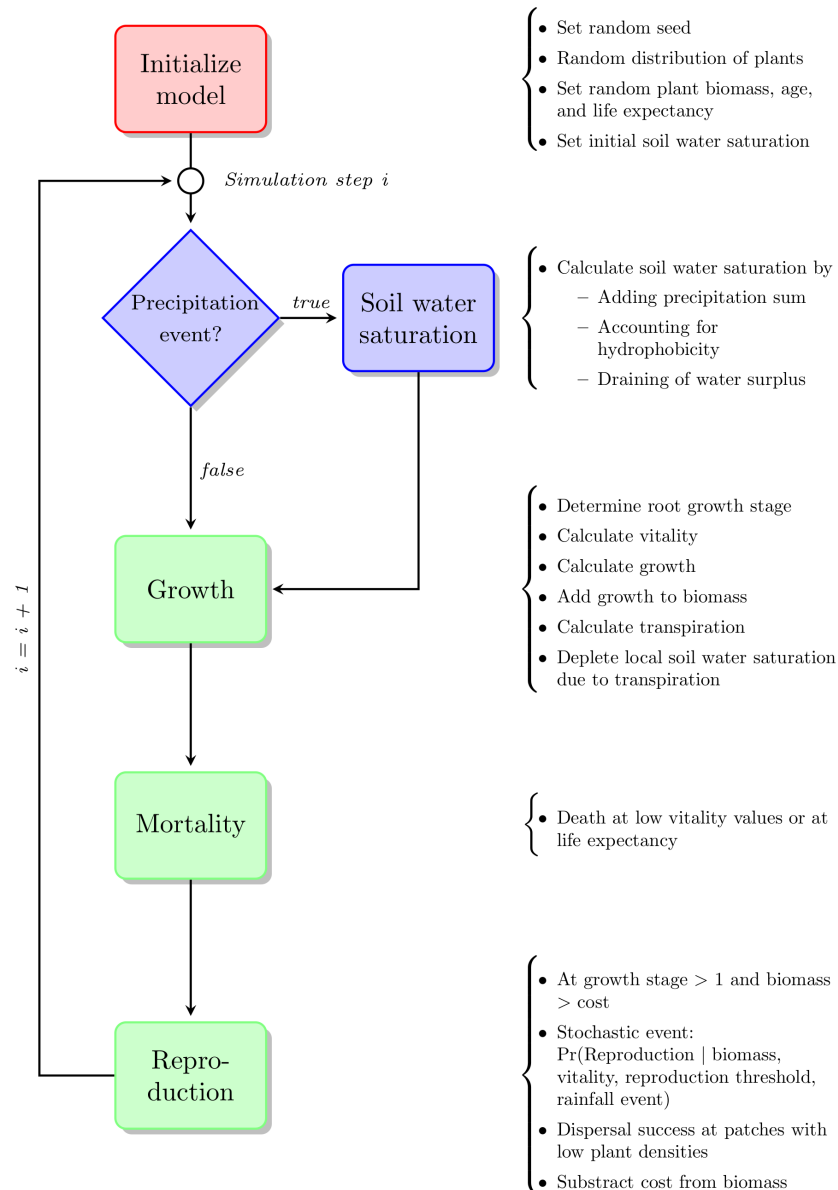 Initialize
model
• Set random seed
• Random distribution of plants
• Set random plant biomass, age,
and life expectancy
• Set initial soil water saturation
Simulation step i
Precipitation
event?
true
Soil water
saturation
• Calculate soil water saturation by
– Adding precipitation sum
– Accounting for
hydrophobicity
– Draining of water surplus
false
i = i + 1
Growth
• Determine root growth stage
• Calculate vitality
• Calculate growth
• Add growth to biomass
• Calculate transpiration
• Deplete local soil water saturation
due to transpiration
Mortality
• Death at low vitality values or at
life expectancy
Repro-
duction
• At growth stage > 1 and biomass
> cost
• Stochastic event:
Pr(Reproduction | biomass,
vitality, reproduction threshold,
rainfall event)
• Dispersal success at patches with
low plant densities
• Substract cost from biomass